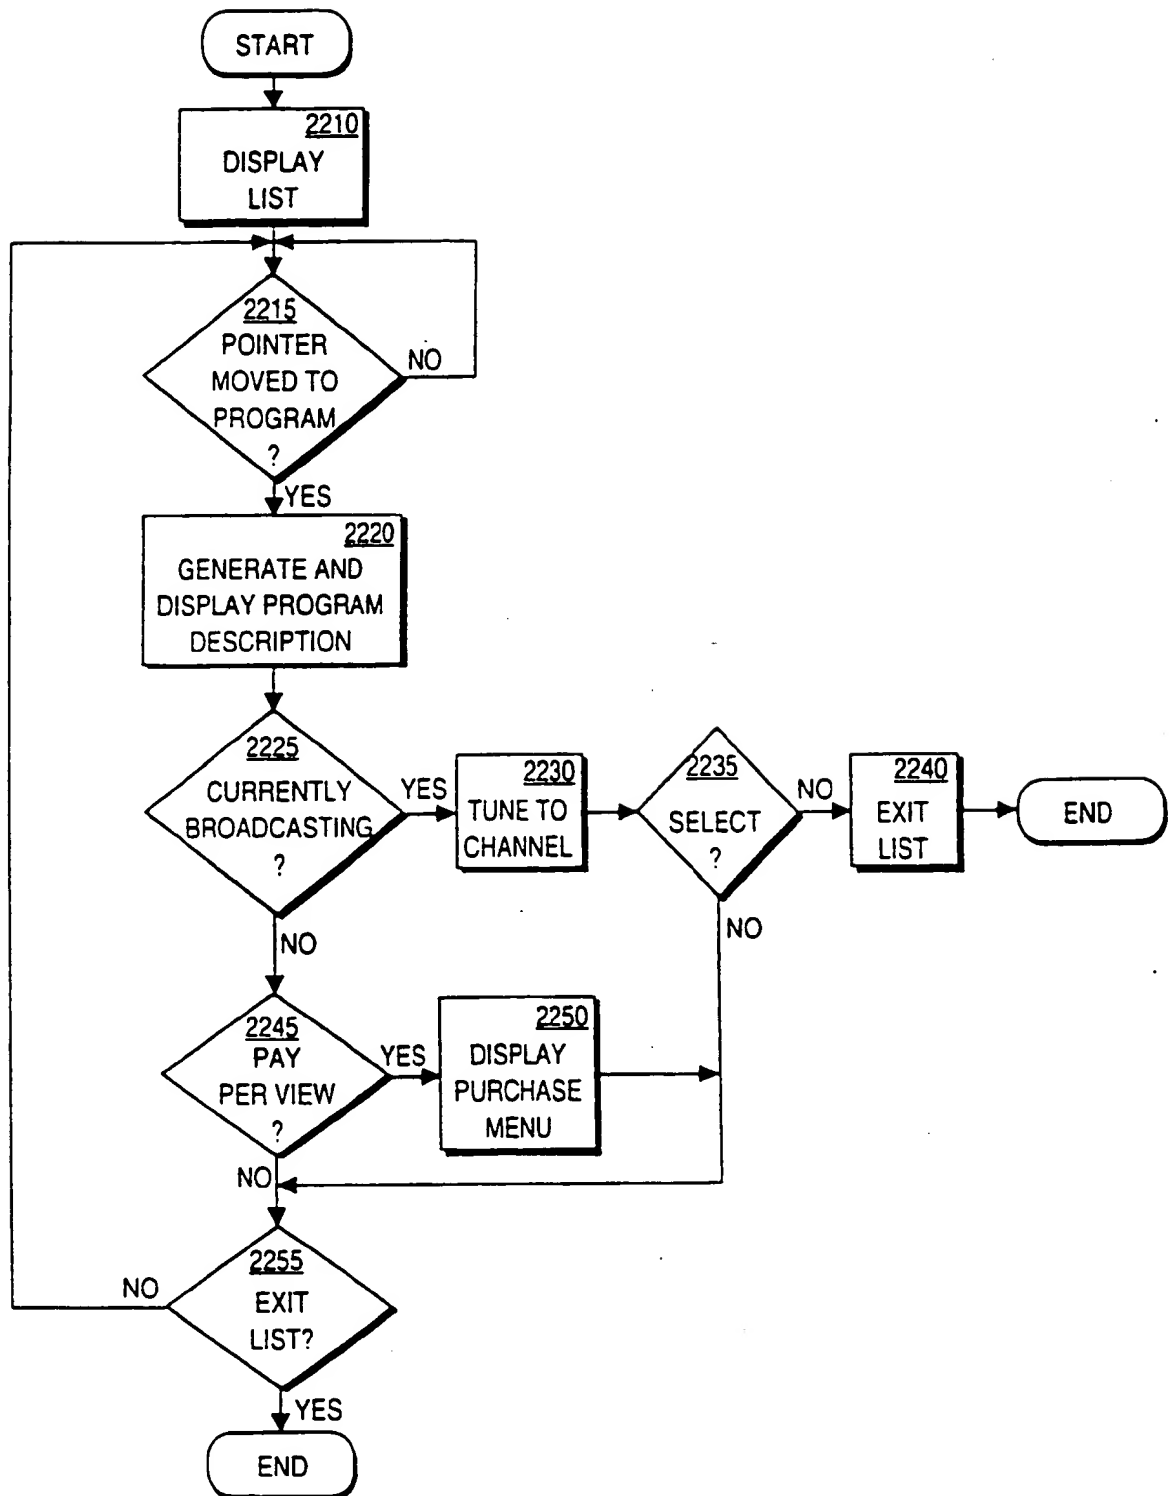 START
2210
DISPLAY
LIST
2215
POINTER
MOVED TO
PROGRAM
?
NO
YES
2220
GENERATE AND
DISPLAY PROGRAM
DESCRIPTION
2225
CURRENTLY
BROADCASTING
?
YES
NO
2230
TUNE TO
CHANNEL
2235
SELECT
?
NO
NO
2240
EXIT
LIST
END
2245
PAY
PER VIEW
?
YES
NO
2250
DISPLAY
PURCHASE
MENU
2255
EXIT
LIST?
NO
YES
END